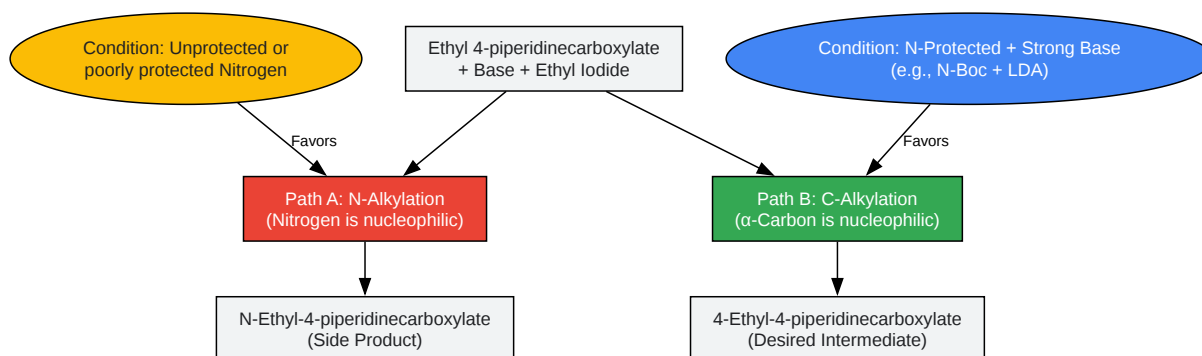 Condition: Unprotected or
poorly protected Nitrogen
Ethyl 4-piperidinecarboxylate
+ Base + Ethyl Iodide
Condition: N-Protected + Strong Base
(e.g., N-Boc + LDA)
Favors
Favors
Path A: N-Alkylation
(Nitrogen is nucleophilic)
Path B: C-Alkylation
(α-Carbon is nucleophilic)
N-Ethyl-4-piperidinecarboxylate
(Side Product)
4-Ethyl-4-piperidinecarboxylate
(Desired Intermediate)